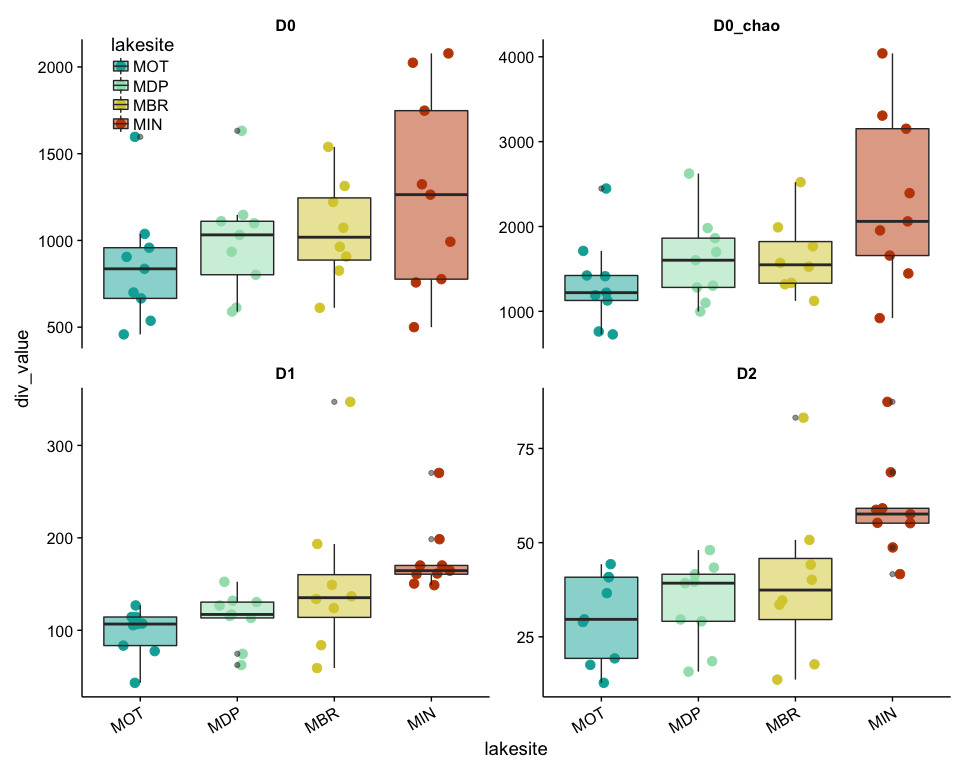 D0
D0_chao
lakesite
MOT
MDP
MBR
MIN
2000
1500
1000
500
4000
3000
2000
1000
div_value
D1
D2
300
200
100
75
50
25
MOT
MDP
MBR
MIN
MOT
MDP
MBR
MIN
lakesite